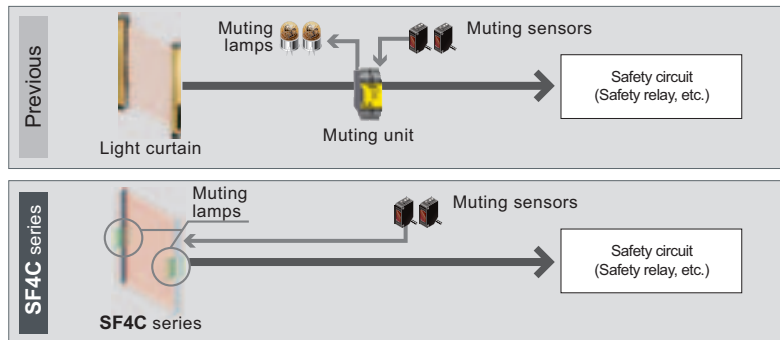 Previous
Muting
lamps
Muting sensors
Light curtain
Muting unit
Safety circuit
(Safety relay, etc.)
SF4C series
Muting
lamps
Muting sensors
SF4C series
Safety circuit
(Safety relay, etc.)